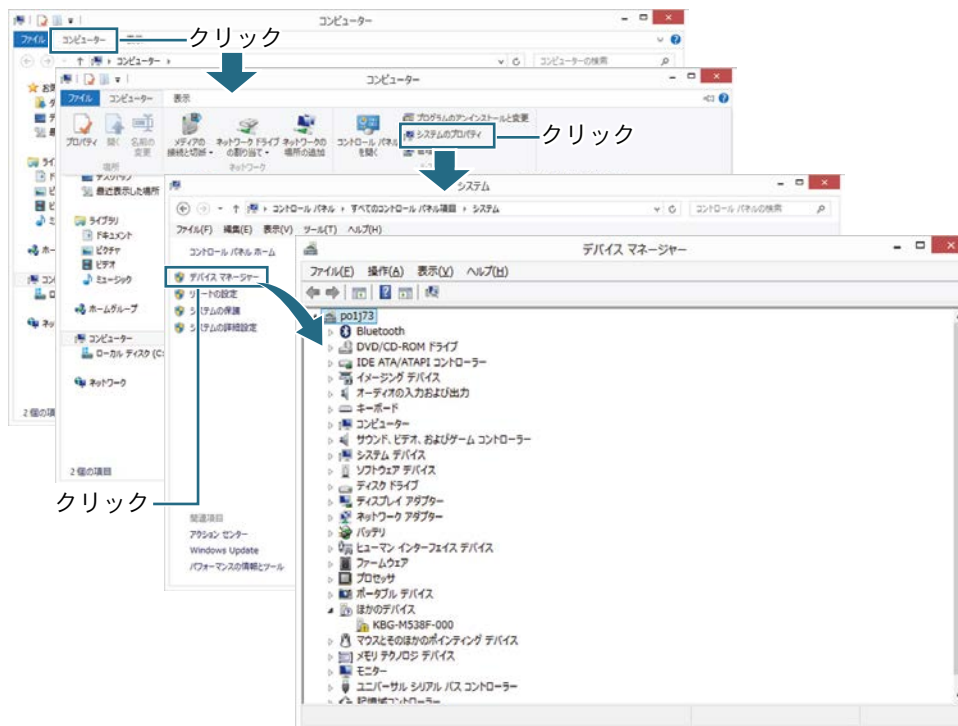 コンピューター
ファイル コンピューター
クリック
コンピューター
コンピューターの検索
コンピューター
ファイル コンピューター 表示
プロパティ 開く 名前の変更
メディアの接続と切断 ネットワーク ドライブの割り当て ネットワークの場所の追加
コントロール パネルを開く
プログラムのアンインストールと変更
システムのプロパティ
クリック
場所 ネットワーク
最近表示した場所
ライブラリ
ドキュメント
ピクチャ
ビデオ
ミュージック
ホームグループ
コンピューター
ローカル ディスク (C:
ネットワーク
2 個の項目
2 個の項
システム
コントロール パネル すべてのコントロール パネル項目 システム
コントロール パネルの検索
ファイル(F) 編集(E) 表示(V) ツール(T) ヘルプ(H)
コントロール パネル ホーム
デバイス マネージャー
リモートの設定
システムの保護
システムの詳細設定
クリック
関連項目
アクション センター
Windows Update
パフォーマンスの情報とツール
デバイス マネージャー
ファイル(F) 操作(A) 表示(V) ヘルプ(H)
po1j73
Bluetooth
DVD/CD-ROM ドライブ
IDE ATA/ATAPI コントローラー
イメージング デバイス
オーディオの入力および出力
キーボード
コンピューター
サウンド、ビデオ、およびゲーム コントローラー
システム デバイス
ソフトウェア デバイス
ディスク ドライブ
ディスプレイ アダプター
ネットワーク アダプター
バッテリ
ヒューマン インターフェイス デバイス
ファームウェア
プロセッサ
ポータブル デバイス
ほかのデバイス
KBG-M538F-000
マウスとそのほかのポインティング デバイス
メモリ テクノロジ デバイス
モニター
ユニバーサル シリアル バス コントローラー
記憶域コントローラー